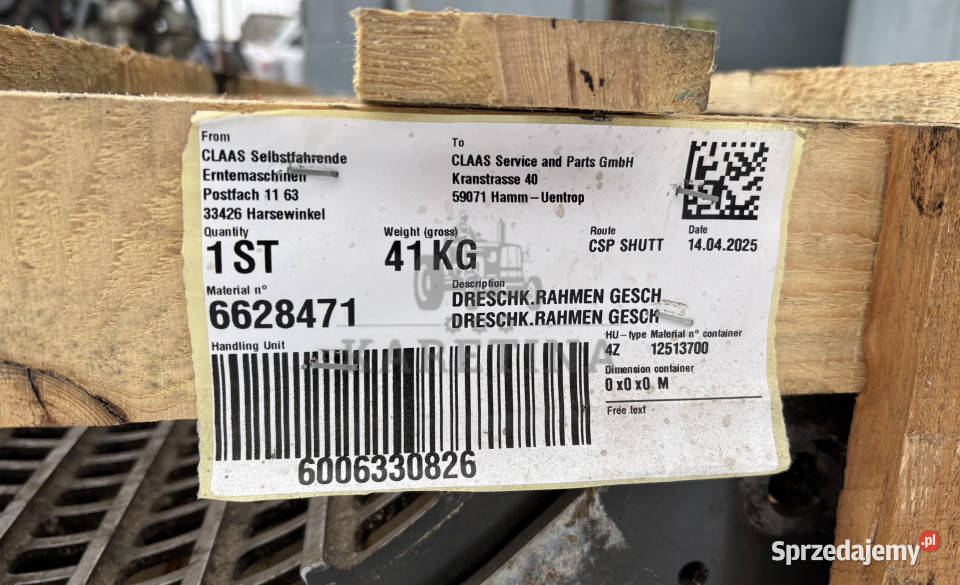 From
CLAAS Selbstfahrende
Erntemaschinen
Postfach 11 63
33426 Harsewinkel
To
CLAAS Service and Parts GmbH
Kranstrasse 40
59071 Hamm-Uentrop
Quantity
1 ST
Weight (gross)
41 KG
Route
CSP SHUTT
Date
14.04.2025
Material n°
6628471
Description
DRESCHK.RAHMEN GESCH
DRESCHK.RAHMEN GESCH
HU-type Material n° container
4Z 12513700
Handling Unit
Dimension container
0 x 0 x 0 M
Free text
6006330826
KARETINA
Sprzedajemy.pl